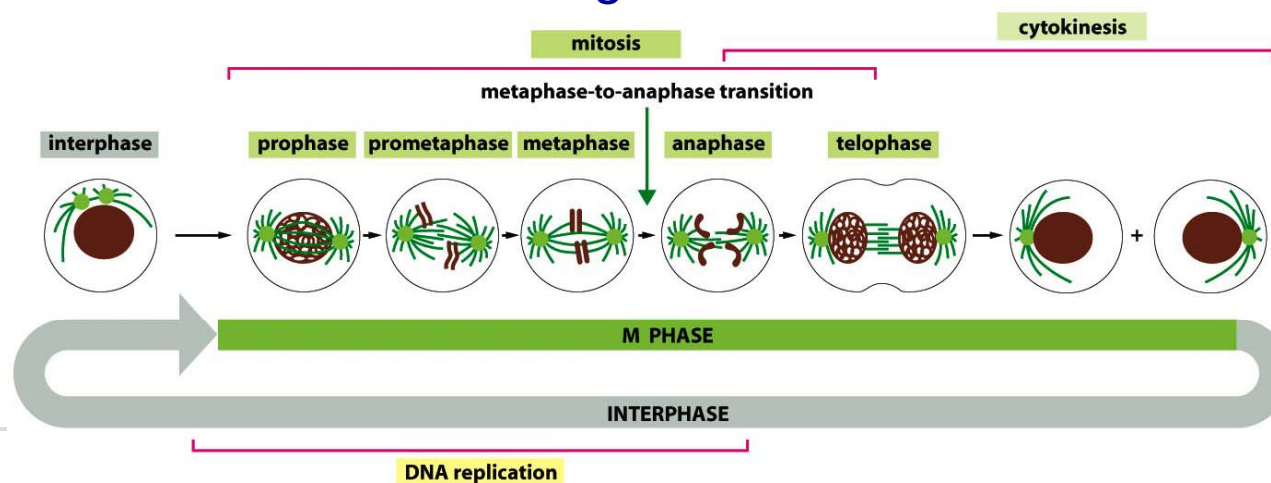 cytokinesis
mitosis
metaphase-to-anaphase transition
interphase
prophase
prometaphase
metaphase
anaphase
telophase
+
M PHASE
INTERPHASE
DNA replication